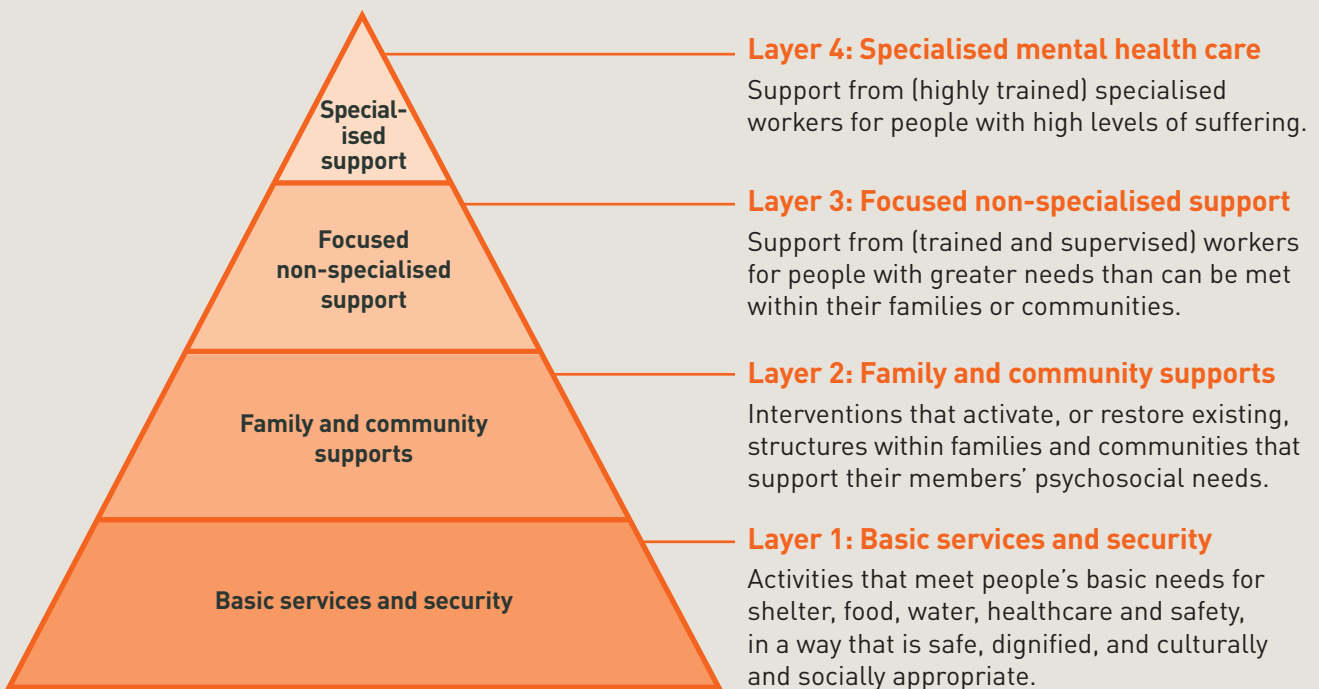 Special-
ised
support
Focused
non-specialised
support
Family and community
supports
Basic services and security
Layer 4: Specialised mental health care
Support from (highly trained) specialised
workers for people with high levels of suffering.
Layer 3: Focused non-specialised support
Support from (trained and supervised) workers
for people with greater needs than can be met
within their families or communities.
Layer 2: Family and community supports
Interventions that activate, or restore existing,
structures within families and communities that
support their members’ psychosocial needs.
Layer 1: Basic services and security
Activities that meet people’s basic needs for
shelter, food, water, healthcare and safety,
in a way that is safe, dignified, and culturally
and socially appropriate.